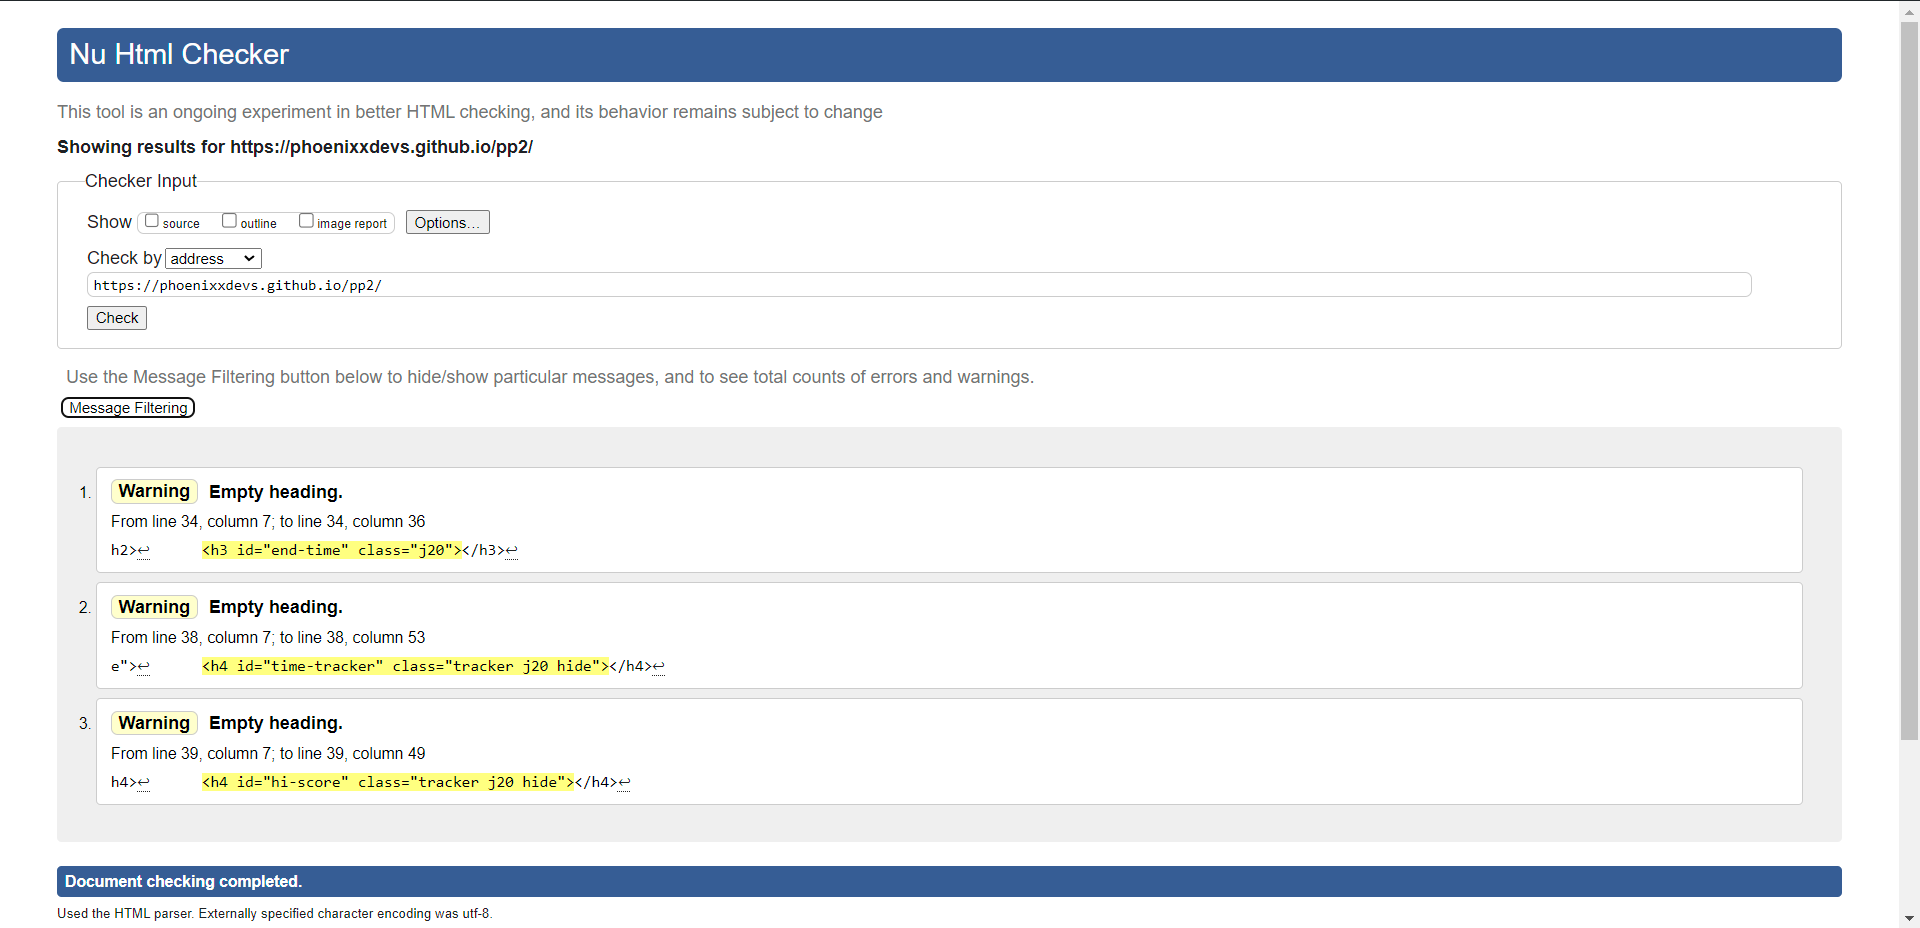 Nu Html Checker
This tool is an ongoing experiment in better HTML checking, and its behavior remains subject to change
Showing results for https://phoenixxdevs.github.io/pp2/
Checker Input
Show source outline image report Options...
Check by address
https://phoenixxdevs.github.io/pp2/
Check
Use the Message Filtering button below to hide/show particular messages, and to see total counts of errors and warnings.
Message Filtering
1. Warning Empty heading.
From line 34, column 7; to line 34, column 36
h2>↩ <h3 id="end-time" class="j20"></h3>↩
2. Warning Empty heading.
From line 38, column 7; to line 38, column 53
e">↩ <h4 id="time-tracker" class="tracker j20 hide"></h4>↩
3. Warning Empty heading.
From line 39, column 7; to line 39, column 49
h4>↩ <h4 id="hi-score" class="tracker j20 hide"></h4>↩
Document checking completed.
Used the HTML parser. Externally specified character encoding was utf-8.